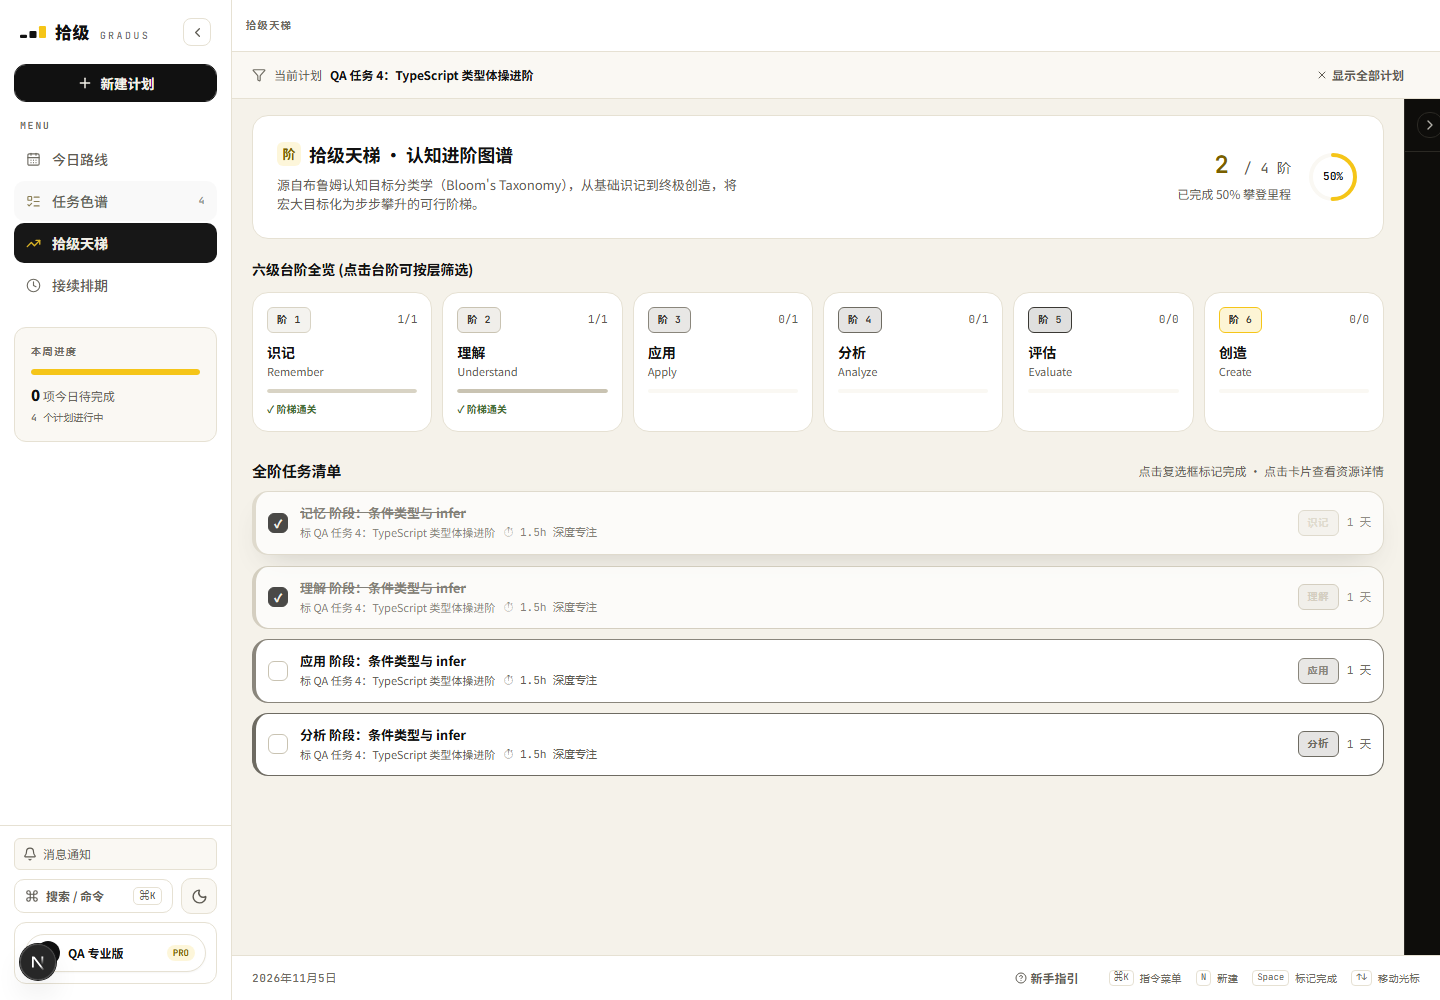 拾级 GRADUS
新建计划
MENU
今日路线
任务色谱 4
拾级天梯
接续排期
本周进度
0 项今日待完成
4 个计划进行中
消息通知
⌘ 搜索 / 命令 ⌘K
N QA 专业版 PRO
拾级天梯
当前计划 QA 任务 4：TypeScript 类型体操进阶
× 显示全部计划
阶 拾级天梯 • 认知进阶图谱
源自布鲁姆认知目标分类学（Bloom's Taxonomy），从基础识记到终极创造，将
宏大目标化为步步攀升的可行阶梯。
2 / 4 阶
已完成 50% 攀登里程
50%
六级台阶全览 (点击台阶可按层筛选)
阶 1 1/1
识记
Remember
✓ 阶梯通关
阶 2 1/1
理解
Understand
✓ 阶梯通关
阶 3 0/1
应用
Apply
阶 4 0/1
分析
Analyze
阶 5 0/0
评估
Evaluate
阶 6 0/0
创造
Create
全阶任务清单
点击复选框标记完成 • 点击卡片查看资源详情
记忆 阶段：条件类型与 infer
标 QA 任务 4：TypeScript 类型体操进阶 ⏱ 1.5h 深度专注
识记 1 天
理解 阶段：条件类型与 infer
标 QA 任务 4：TypeScript 类型体操进阶 ⏱ 1.5h 深度专注
理解 1 天
应用 阶段：条件类型与 infer
标 QA 任务 4：TypeScript 类型体操进阶 ⏱ 1.5h 深度专注
应用 1 天
分析 阶段：条件类型与 infer
标 QA 任务 4：TypeScript 类型体操进阶 ⏱ 1.5h 深度专注
分析 1 天
2026年11月5日
新手指引 ⌘K 指令菜单 N 新建 Space 标记完成 ↑↓ 移动光标